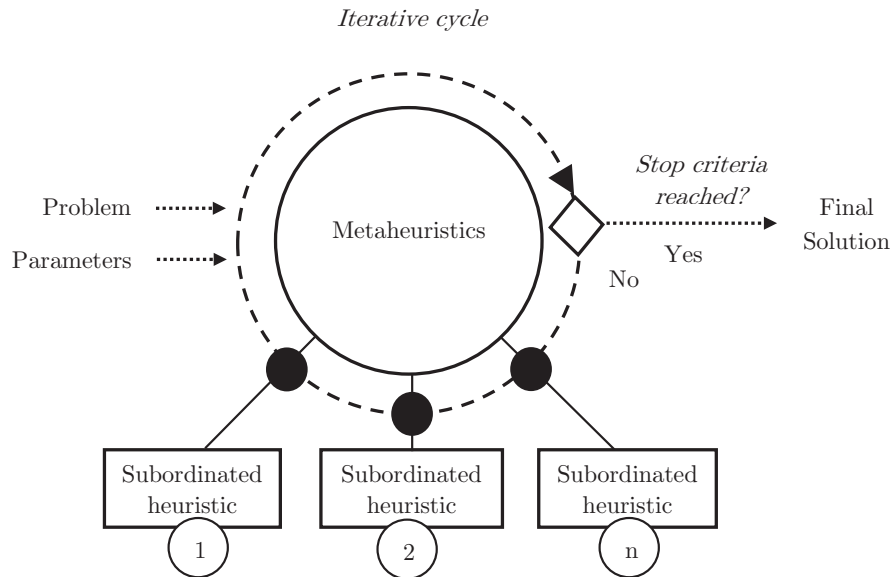 Iterative cycle
Stop criteria
reached?
Problem
Parameters
Metaheuristics
Yes
No
Final
Solution
Subordinated
heuristic
1
Subordinated
heuristic
2
Subordinated
heuristic
n